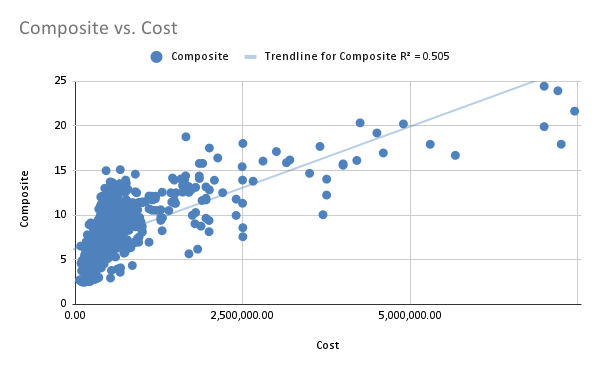 Composite vs. Cost
Composite
Trendline for Composite R² = 0.505
25
20
15
10
5
0
Composite
0.00
2,500,000.00
5,000,000.00
Cost